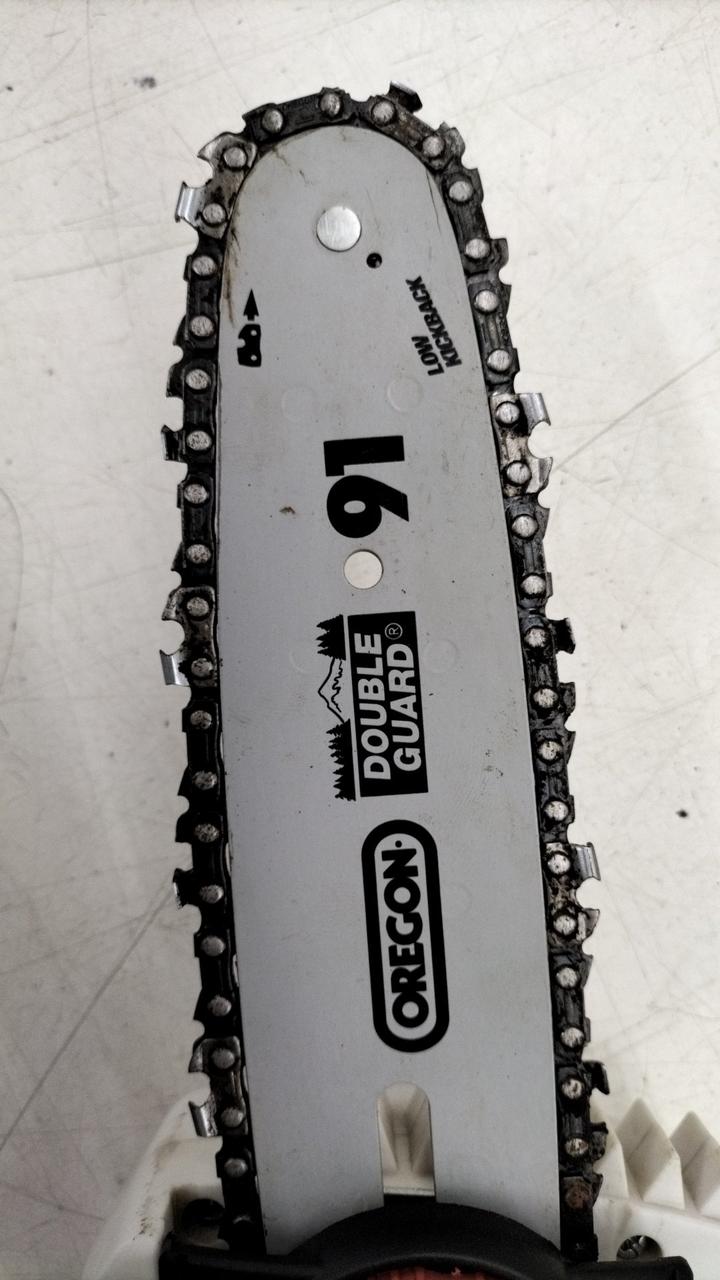 OREGON
DOUBLE
GUARD®
91
LOW
KICKBACK